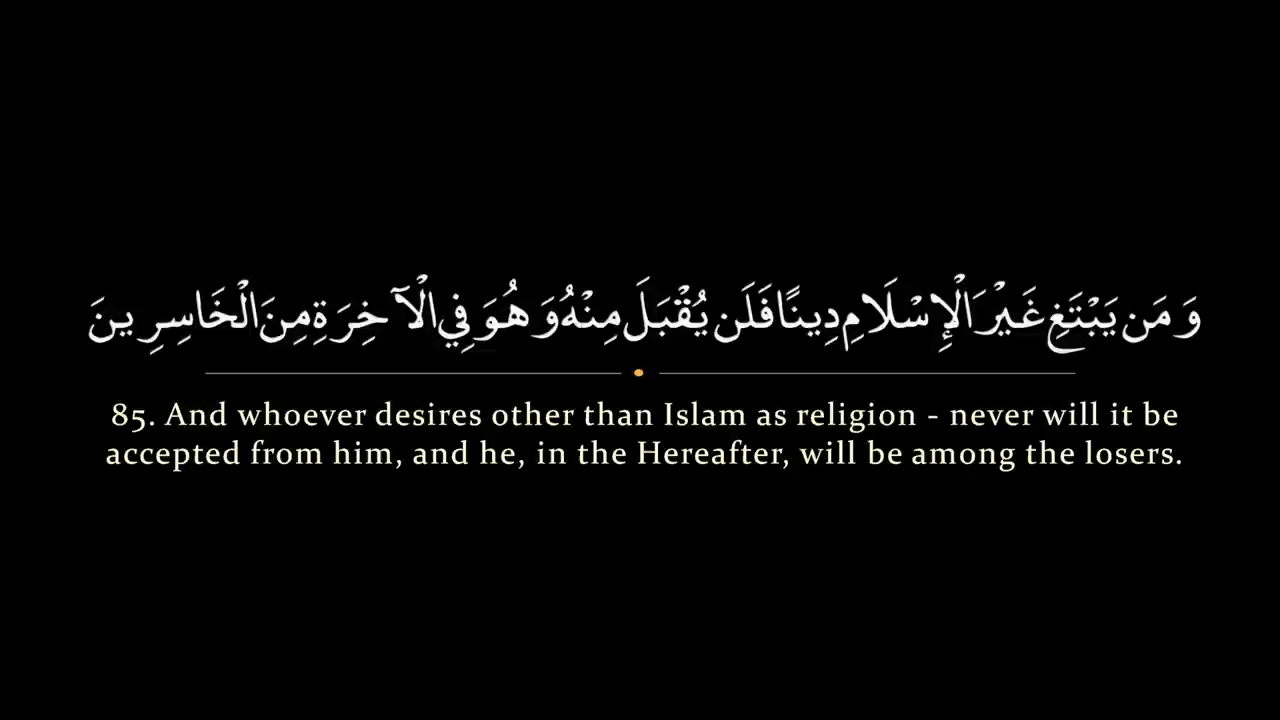 وَمَن يَبْتَغِ غَيْرَ الْإِسْلَامِ دِينًا فَلَن يُقْبَلَ مِنْهُ وَهُوَ فِي الْآخِرَةِ مِنَ الْخَاسِرِينَ
85. And whoever desires other than Islam as religion - never will it be
accepted from him, and he, in the Hereafter, will be among the losers.